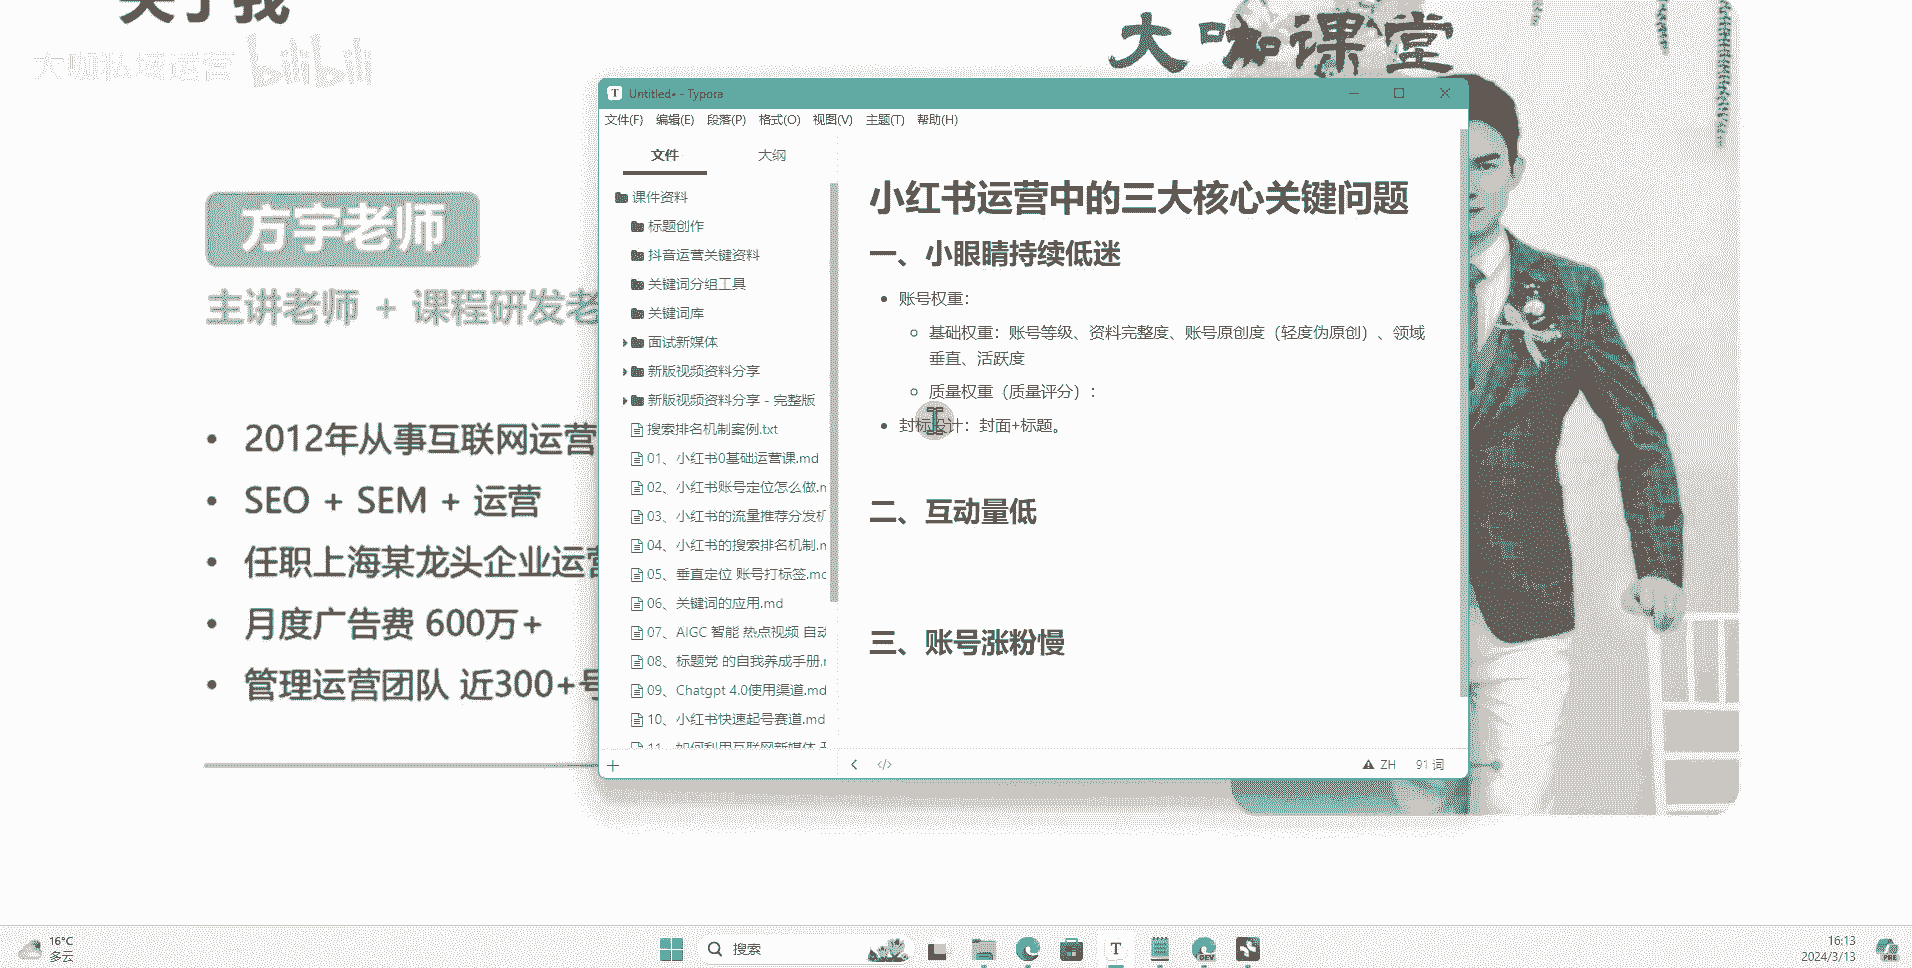 关于我
大咖私域运营 bilibili
大咖课堂
方宇老师
主讲老师 + 课程研发老
2012年从事互联网运营
SEO + SEM + 运营
任职上海某龙头企业运营
月度广告费 600万+
管理运营团队 近300+号
Untitled• - Typora
文件(F) 编辑(E) 段落(P) 格式(O) 视图(V) 主题(T) 帮助(H)
文件 大纲
课件资料
标题创作
抖音运营关键资料
关键词分组工具
关键词库
面试新媒体
新版视频资料分享
新版视频资料分享 - 完整版
搜索排名机制案例.txt
01、小红书0基础运营课.md
02、小红书账号定位怎么做.m
03、小红书的流量推荐分发机
04、小红书的搜索排名机制.m
05、垂直定位 账号打标签.md
06、关键词的应用.md
07、AIGC 智能 热点视频 自动
08、标题党 的自我养成手册.m
09、Chatgpt 4.0使用渠道.md
10、小红书快速起号赛道.md
11、如何利用互联网新媒体
小红书运营中的三大核心关键问题
一、小眼睛持续低迷
账号权重：
基础权重：账号等级、资料完整度、账号原创度（轻度伪原创）、领域
垂直、活跃度
质量权重（质量评分）：
封标设计：封面+标题。
二、互动量低
三、账号涨粉慢
ZH 91 词
16°C
多云
搜索
16:13
2024/3/13